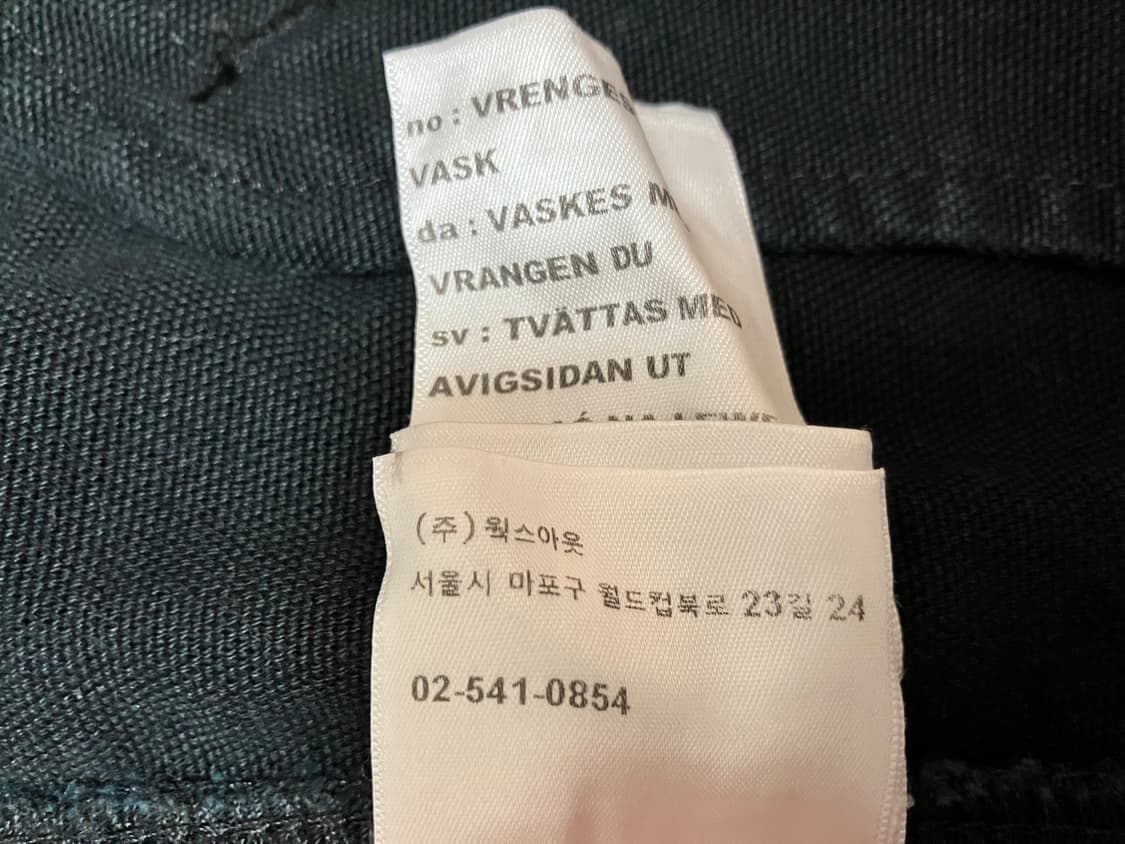 no : VRENGES
VASK
da : VASKES
VRANGEN DU
sv : TVÄTTAS MED
AVIGSIDAN UT
(주) 웍스아웃
서울시 마포구 월드컵북로 23길 24
02-541-0854